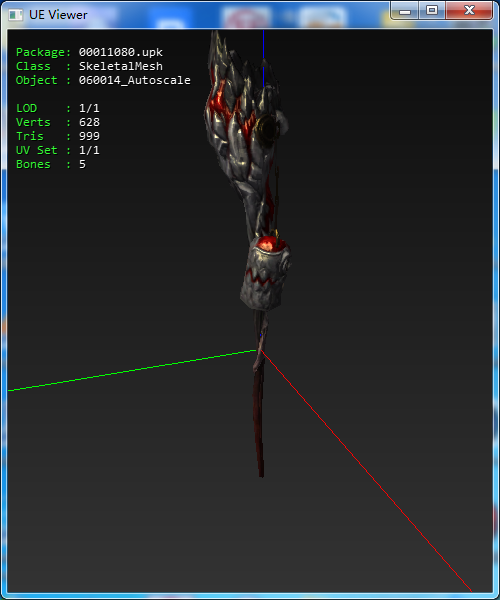 UE Viewer
Package: 00011080.upk
Class  : SkeletalMesh
Object : 060014_Autoscale
LOD    : 1/1
Verts  : 628
Tris   : 999
UV Set : 1/1
Bones  : 5